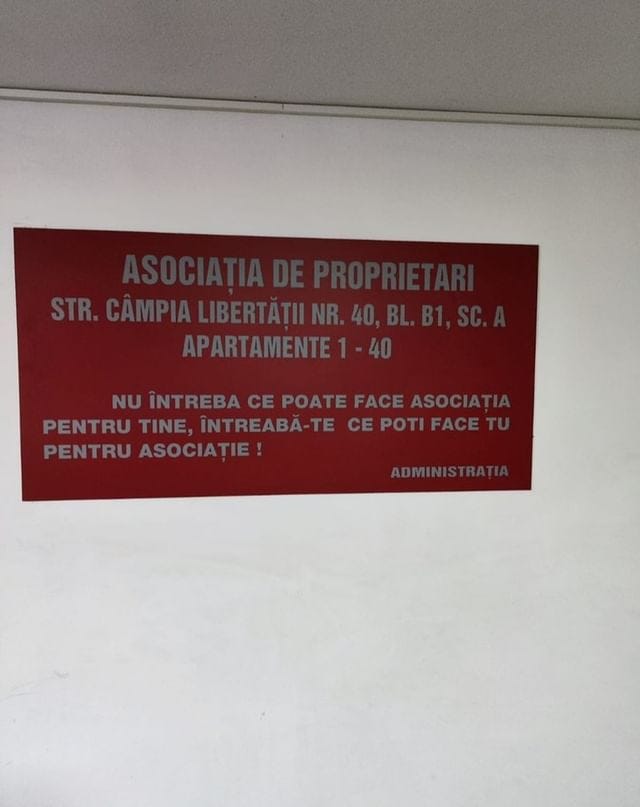 ASOCIAȚIA DE PROPRIETARI
STR. CÂMPIA LIBERTĂȚII NR. 40, BL. B1, SC. A
APARTAMENTE 1 - 40
NU ÎNTREBA CE POATE FACE ASOCIAȚIA
PENTRU TINE, ÎNTREABĂ-TE CE POTI FACE TU
PENTRU ASOCIAȚIE !
ADMINISTRAȚIA